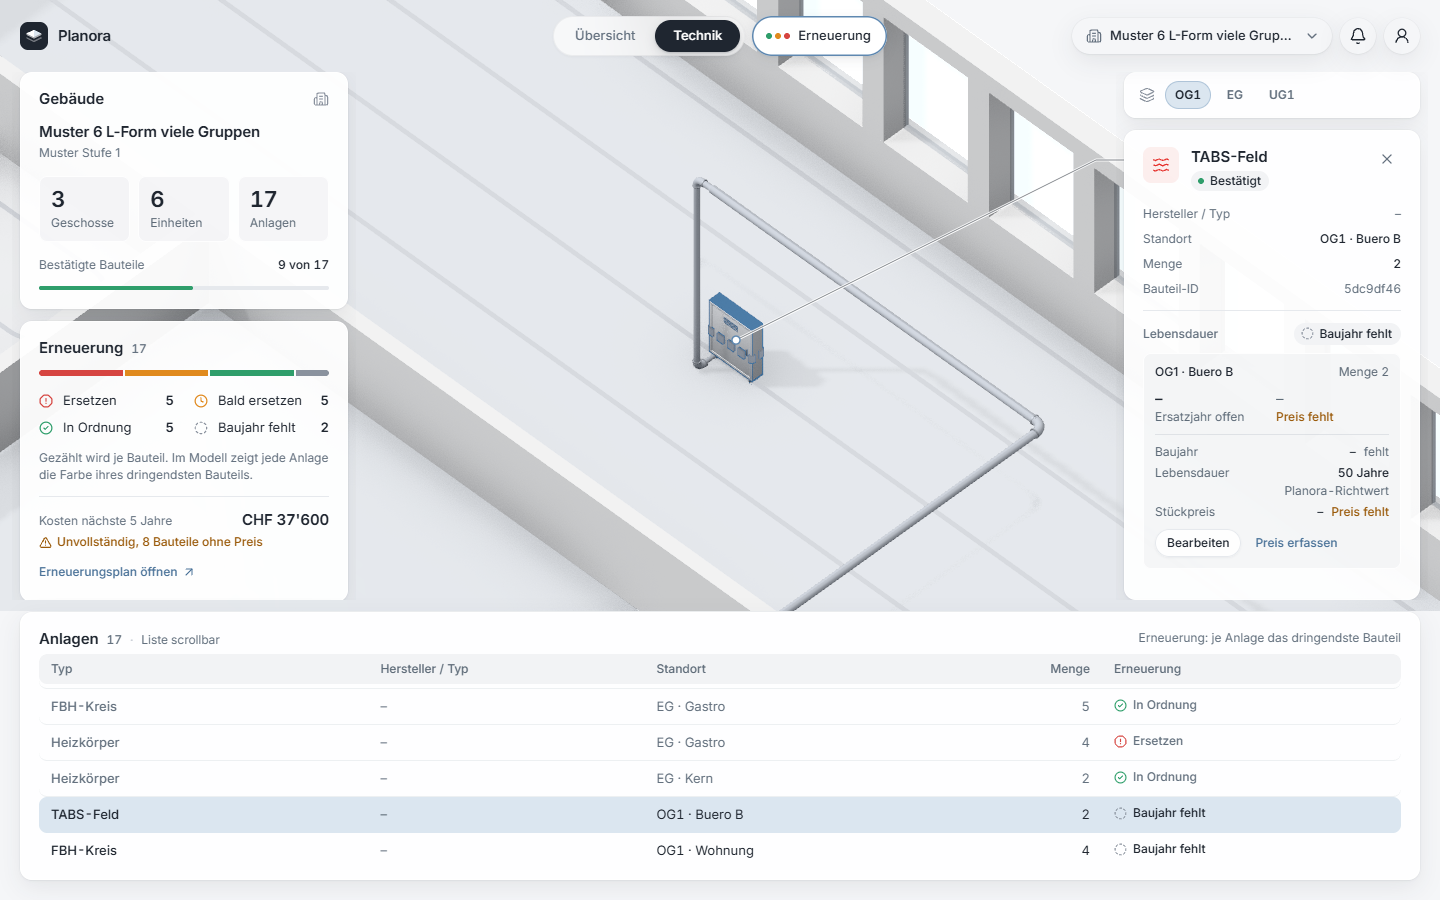 Planora
Übersicht
Technik
Erneuerung
Muster 6 L-Form viele Grup...
Gebäude
Muster 6 L-Form viele Gruppen
Muster Stufe 1
3
Geschosse
6
Einheiten
17
Anlagen
Bestätigte Bauteile 9 von 17
Erneuerung 17
Ersetzen 5 Bald ersetzen 5
In Ordnung 5 Baujahr fehlt 2
Gezählt wird je Bauteil. Im Modell zeigt jede Anlage
die Farbe ihres dringendsten Bauteils.
Kosten nächste 5 Jahre CHF 37'600
Unvollständig, 8 Bauteile ohne Preis
Erneuerungsplan öffnen
OG1 EG UG1
TABS-Feld
Bestätigt
Hersteller / Typ –
Standort OG1 · Buero B
Menge 2
Bauteil-ID 5dc9df46
Lebensdauer Baujahr fehlt
OG1 · Buero B Menge 2
– –
Ersatzjahr offen Preis fehlt
Baujahr – fehlt
Lebensdauer 50 Jahre
Planora-Richtwert
Stückpreis – Preis fehlt
Bearbeiten Preis erfassen
Anlagen 17 · Liste scrollbar Erneuerung: je Anlage das dringendste Bauteil
Typ Hersteller / Typ Standort Menge Erneuerung
FBH-Kreis – EG · Gastro 5 In Ordnung
Heizkörper – EG · Gastro 4 Ersetzen
Heizkörper – EG · Kern 2 In Ordnung
TABS-Feld – OG1 · Buero B 2 Baujahr fehlt
FBH-Kreis – OG1 · Wohnung 4 Baujahr fehlt